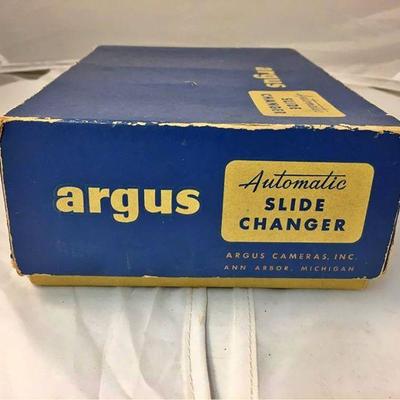 argus
Automatic
SLIDE
CHANGER
argus
Automatic
SLIDE
CHANGER
ARGUS CAMERAS, INC.
ANN ARBOR, MICHIGAN